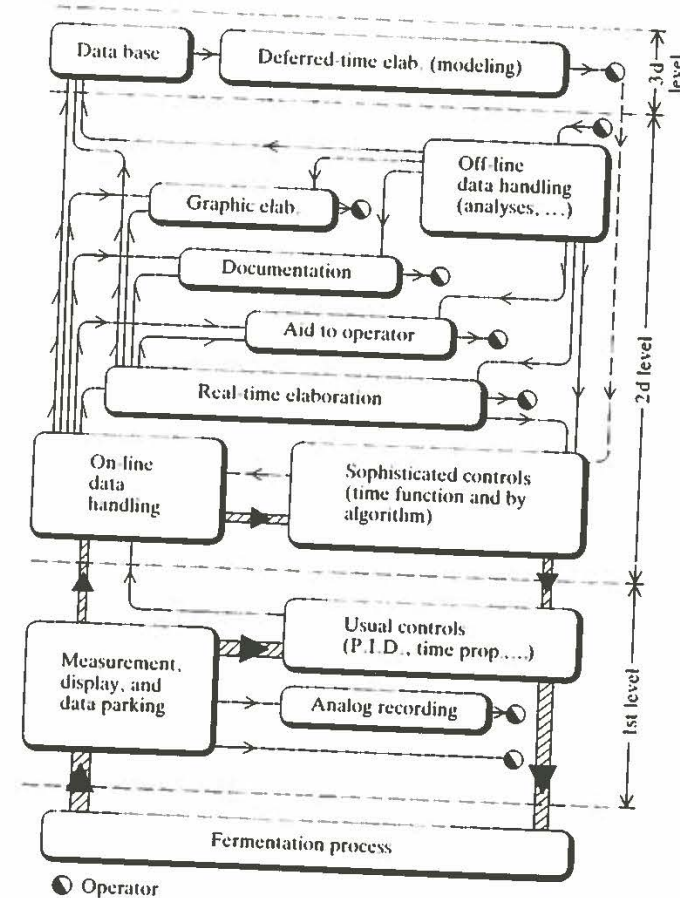 Data base
Deferred-time elab. (modeling)
3d level
Off-line
data handling
(analyses, ...)
Graphic elab.
Documentation
Aid to operator
Real-time elaboration
2d level
On-line
data
handling
Sophisticated controls
(time function and by
algorithm)
Usual controls
(P.I.D., time prop.,...)
Measurement,
display, and
data parking
Analog recording
1st level
Fermentation process
Operator